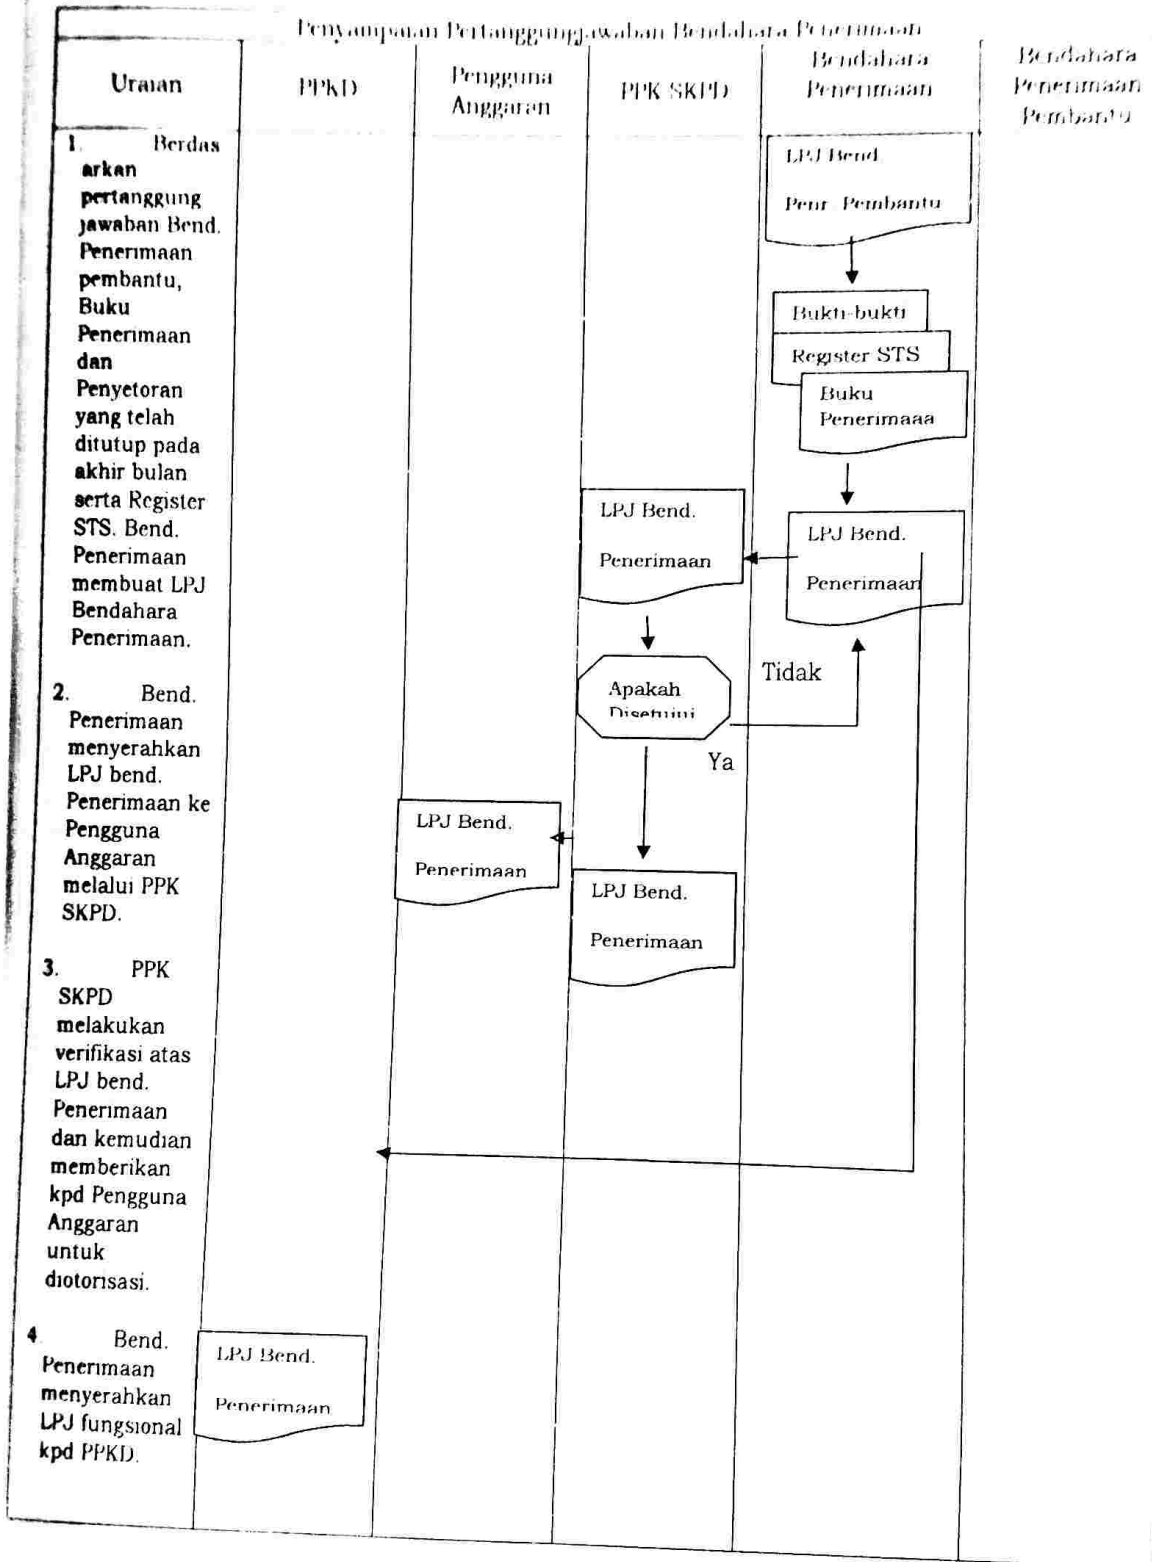 Penyampaian Pertanggungjawaban Bendahara Penerimaan
Uraian
PPKD
Pengguna
Anggaran
PPK SKPD
Bendahara
Penerimaan
Bendahara
Penerimaan
Pembantu
1. Berdas
arkan
pertanggung
jawaban Bend.
Penerimaan
pembantu,
Buku
Penerimaan
dan
Penyetoran
yang telah
ditutup pada
akhir bulan
serta Register
STS. Bend.
Penerimaan
membuat LPJ
Bendahara
Penerimaan.
2. Bend.
Penerimaan
menyerahkan
LPJ bend.
Penerimaan ke
Pengguna
Anggaran
melalui PPK
SKPD.
3. PPK
SKPD
melakukan
verifikasi atas
LPJ bend.
Penerimaan
dan kemudian
memberikan
kpd Pengguna
Anggaran
untuk
diotorisasi.
4. Bend.
Penerimaan
menyerahkan
LPJ fungsional
kpd PPKD.
LPJ Bend.
Penr. Pembantu
Bukti-bukti
Register STS
Buku
Penerimaaa
LPJ Bend.
Penerimaan
LPJ Bend.
Penerimaan
Apakah
Disetujui
Tidak
Ya
LPJ Bend.
Penerimaan
LPJ Bend.
Penerimaan
LPJ Bend.
Penerimaan